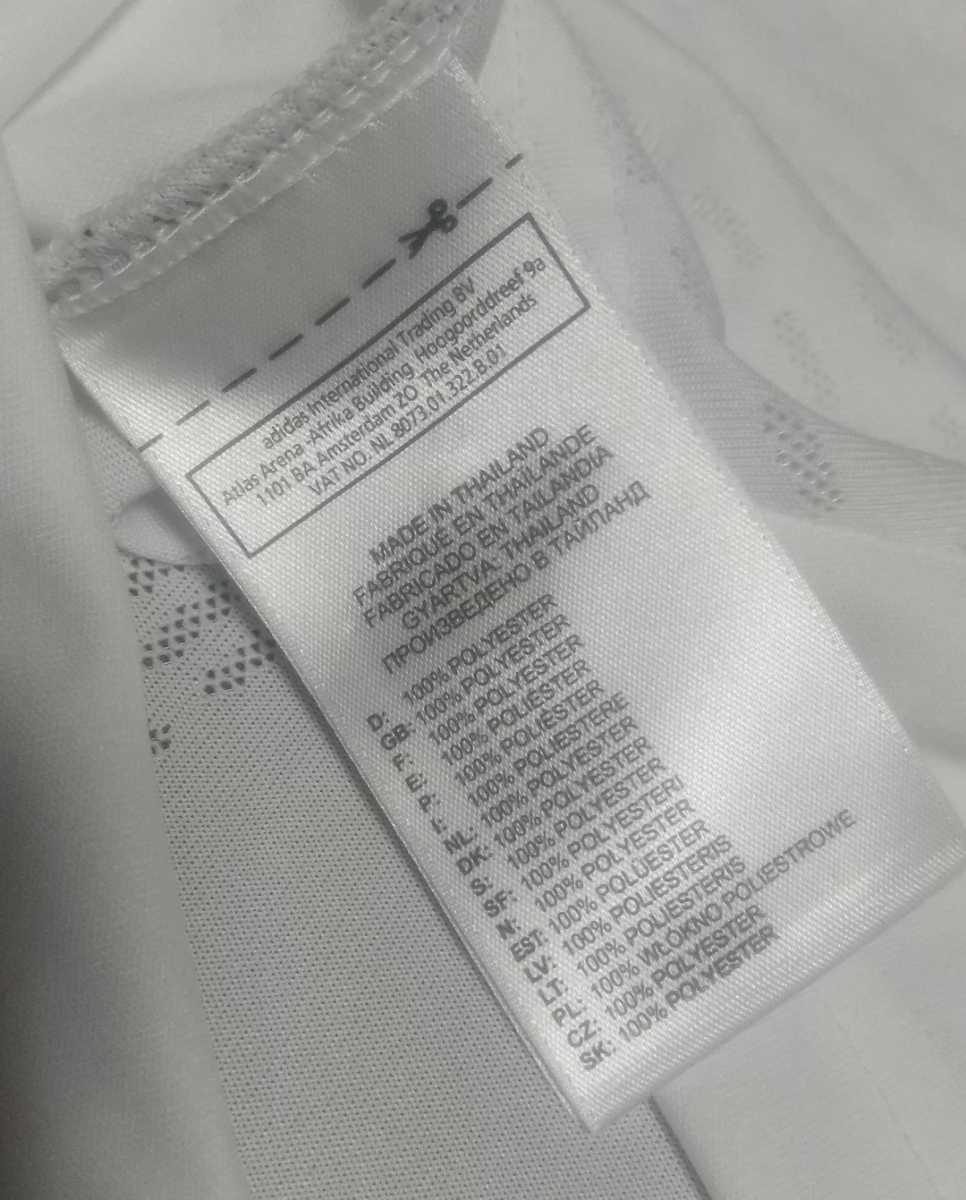 adidas International Trading BV
Atlas Arena -Afrika Building Hoogoorddreef 9a
1101 BA Amsterdam ZO The Netherlands
VAT NO. NL 8073.01.322.B.01
MADE IN THAILAND
FABRIQUÉ EN THAILANDE
FABRICADO EN TAILANDIA
GYÁRTVA: THAILAND
ПРОИЗВЕДЕНО В ТАЙЛАНД
D: 100% POLYESTER
GB: 100% POLYESTER
F: 100% POLYESTER
E: 100% POLIÉSTER
P: 100% POLIÉSTER
I: 100% POLIESTERE
NL: 100% POLYESTER
DK: 100% POLYESTER
S: 100% POLYESTER
SF: 100% POLYESTERI
N: 100% POLYESTER
EST: 100% POLÜESTER
LV: 100% POLIESTERIS
LT: 100% POLIESTERIS
PL: 100% WŁÓKNO POLIESTROWE
CZ: 100% POLYESTER
SK: 100% POLYESTER